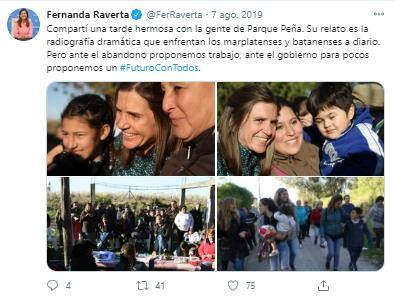 Fernanda Raverta @FerRaverta · 7 ago. 2019
Compartí una tarde hermosa con la gente de Parque Peña. Su relato es la
radiografía dramática que enfrentan los marplatenses y batanenses a diario.
Pero ante el abandono proponemos trabajo, ante el gobierno para pocos
proponemos un #FuturoConTodos.
4 41 75